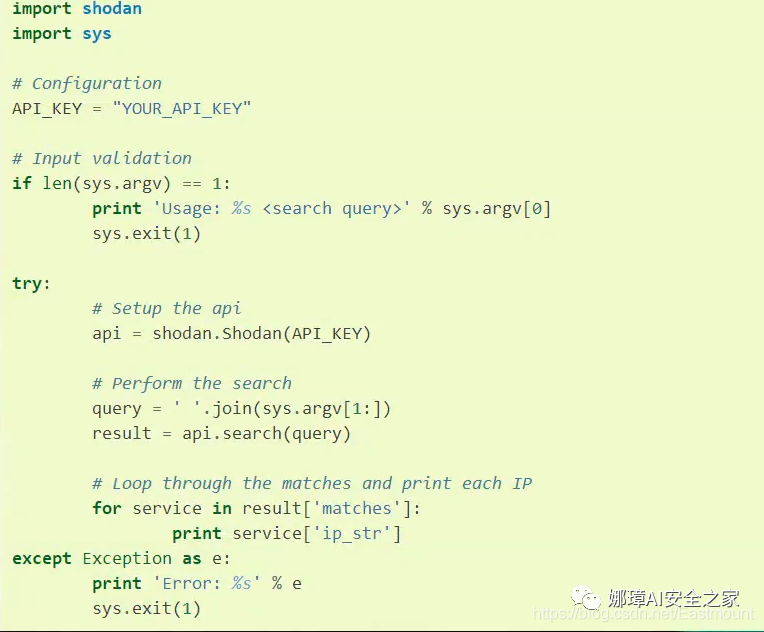 import shodan
import sys
# Configuration
API_KEY = "YOUR_API_KEY"
# Input validation
if len(sys.argv) == 1:
        print 'Usage: %s <search query>' % sys.argv[0]
        sys.exit(1)
try:
        # Setup the api
        api = shodan.Shodan(API_KEY)
        # Perform the search
        query = ' '.join(sys.argv[1:])
        result = api.search(query)
        # Loop through the matches and print each IP
        for service in result['matches']:
                print service['ip_str']
except Exception as e:
        print 'Error: %s' % e
        sys.exit(1)
娜璋AI安全之家
https://blog.csdn.net/Eastmount